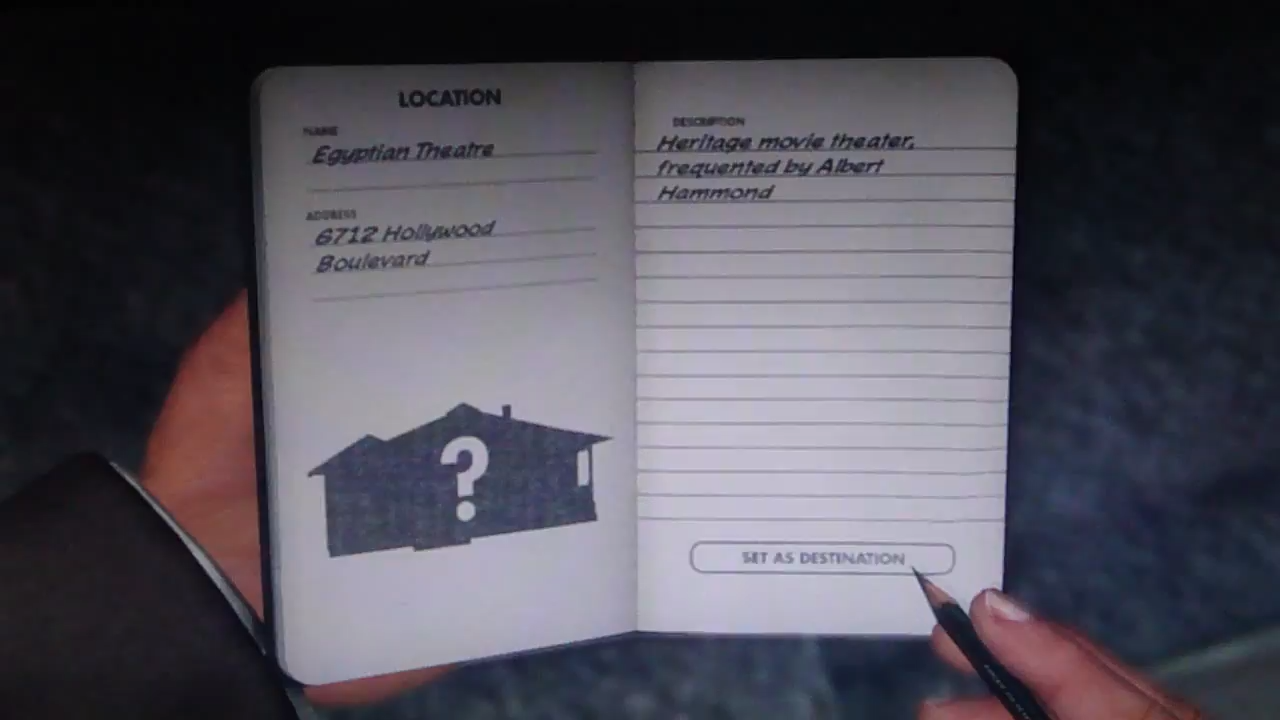 LOCATION
NAME
Egyptian Theatre
ADDRESS
6712 Hollywood
Boulevard
?
DESCRIPTION
Heritage movie theater,
frequented by Albert
Hammond
SET AS DESTINATION